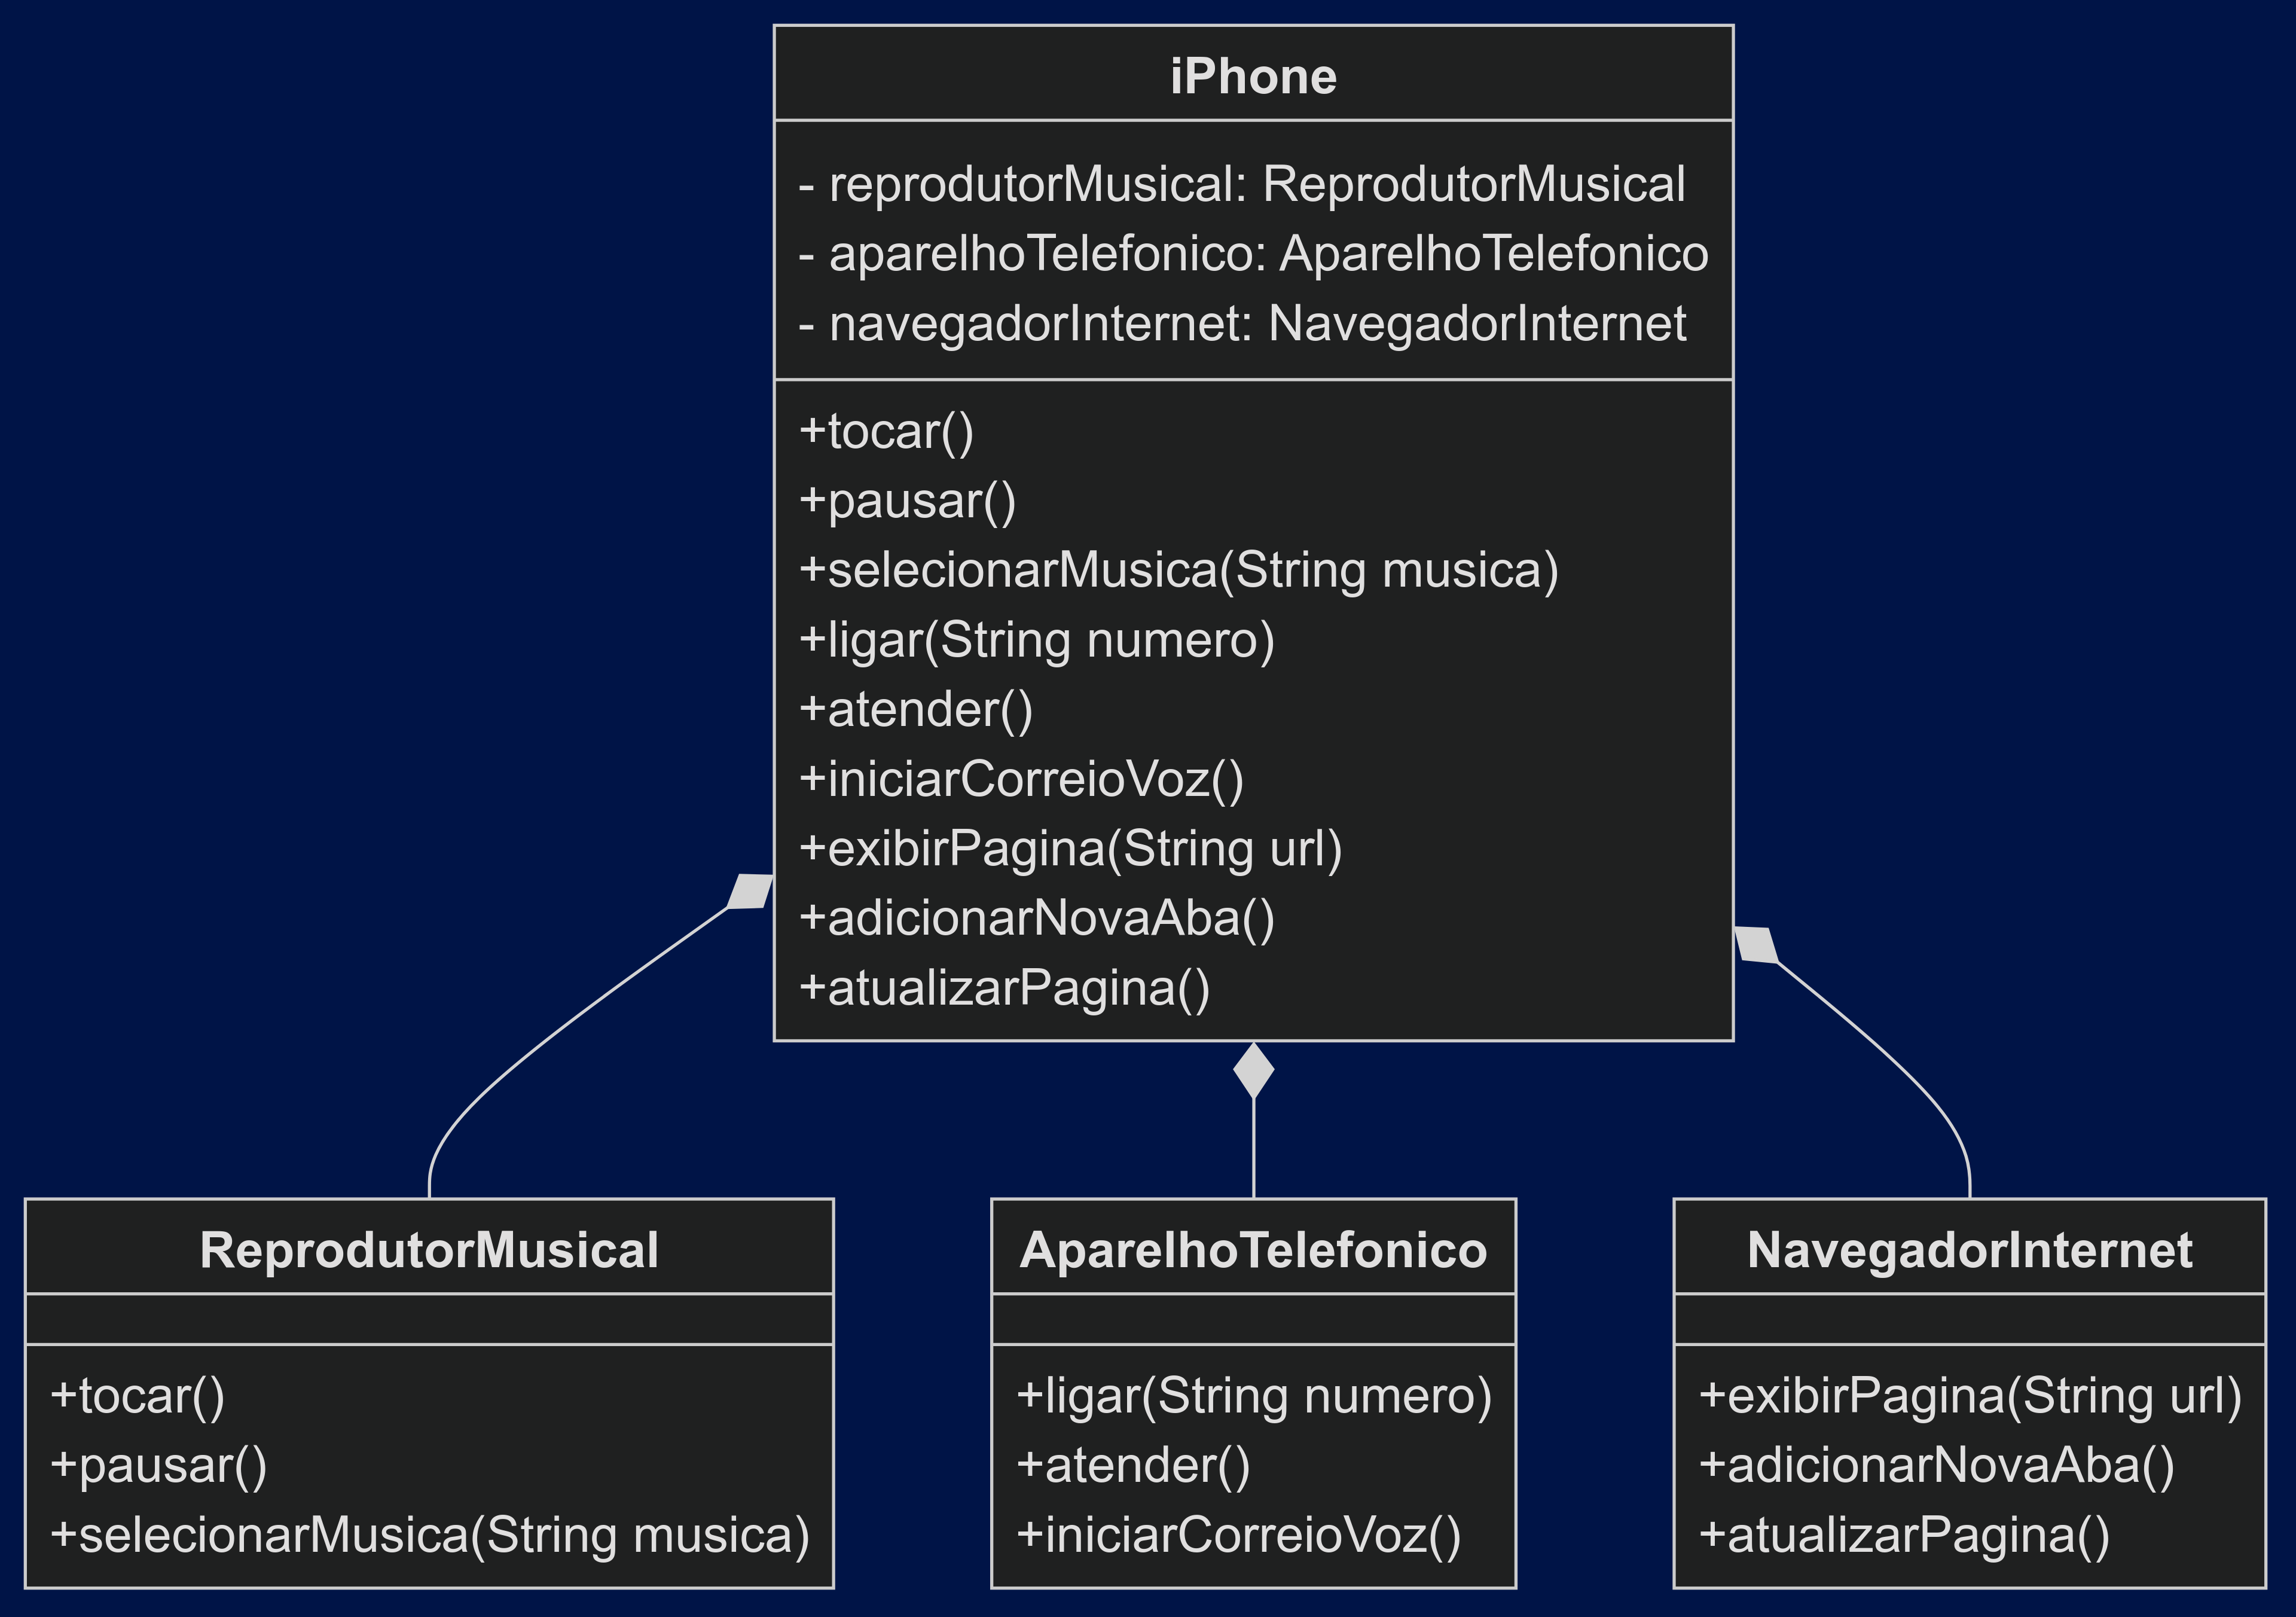 iPhone
- reprodutorMusical: ReprodutorMusical
- aparelhoTelefonico: AparelhoTelefonico
- navegadorInternet: NavegadorInternet
+tocar()
+pausar()
+selecionarMusica(String musica)
+ligar(String numero)
+atender()
+iniciarCorreioVoz()
+exibirPagina(String url)
+adicionarNovaAba()
+atualizarPagina()
ReprodutorMusical
+tocar()
+pausar()
+selecionarMusica(String musica)
AparelhoTelefonico
+ligar(String numero)
+atender()
+iniciarCorreioVoz()
NavegadorInternet
+exibirPagina(String url)
+adicionarNovaAba()
+atualizarPagina()